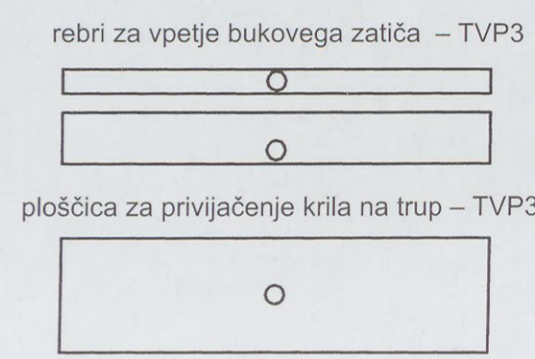 rebri za vpetje bukovega zatiča – TVP3
ploščica za privijačenje krila na trup – TVP3